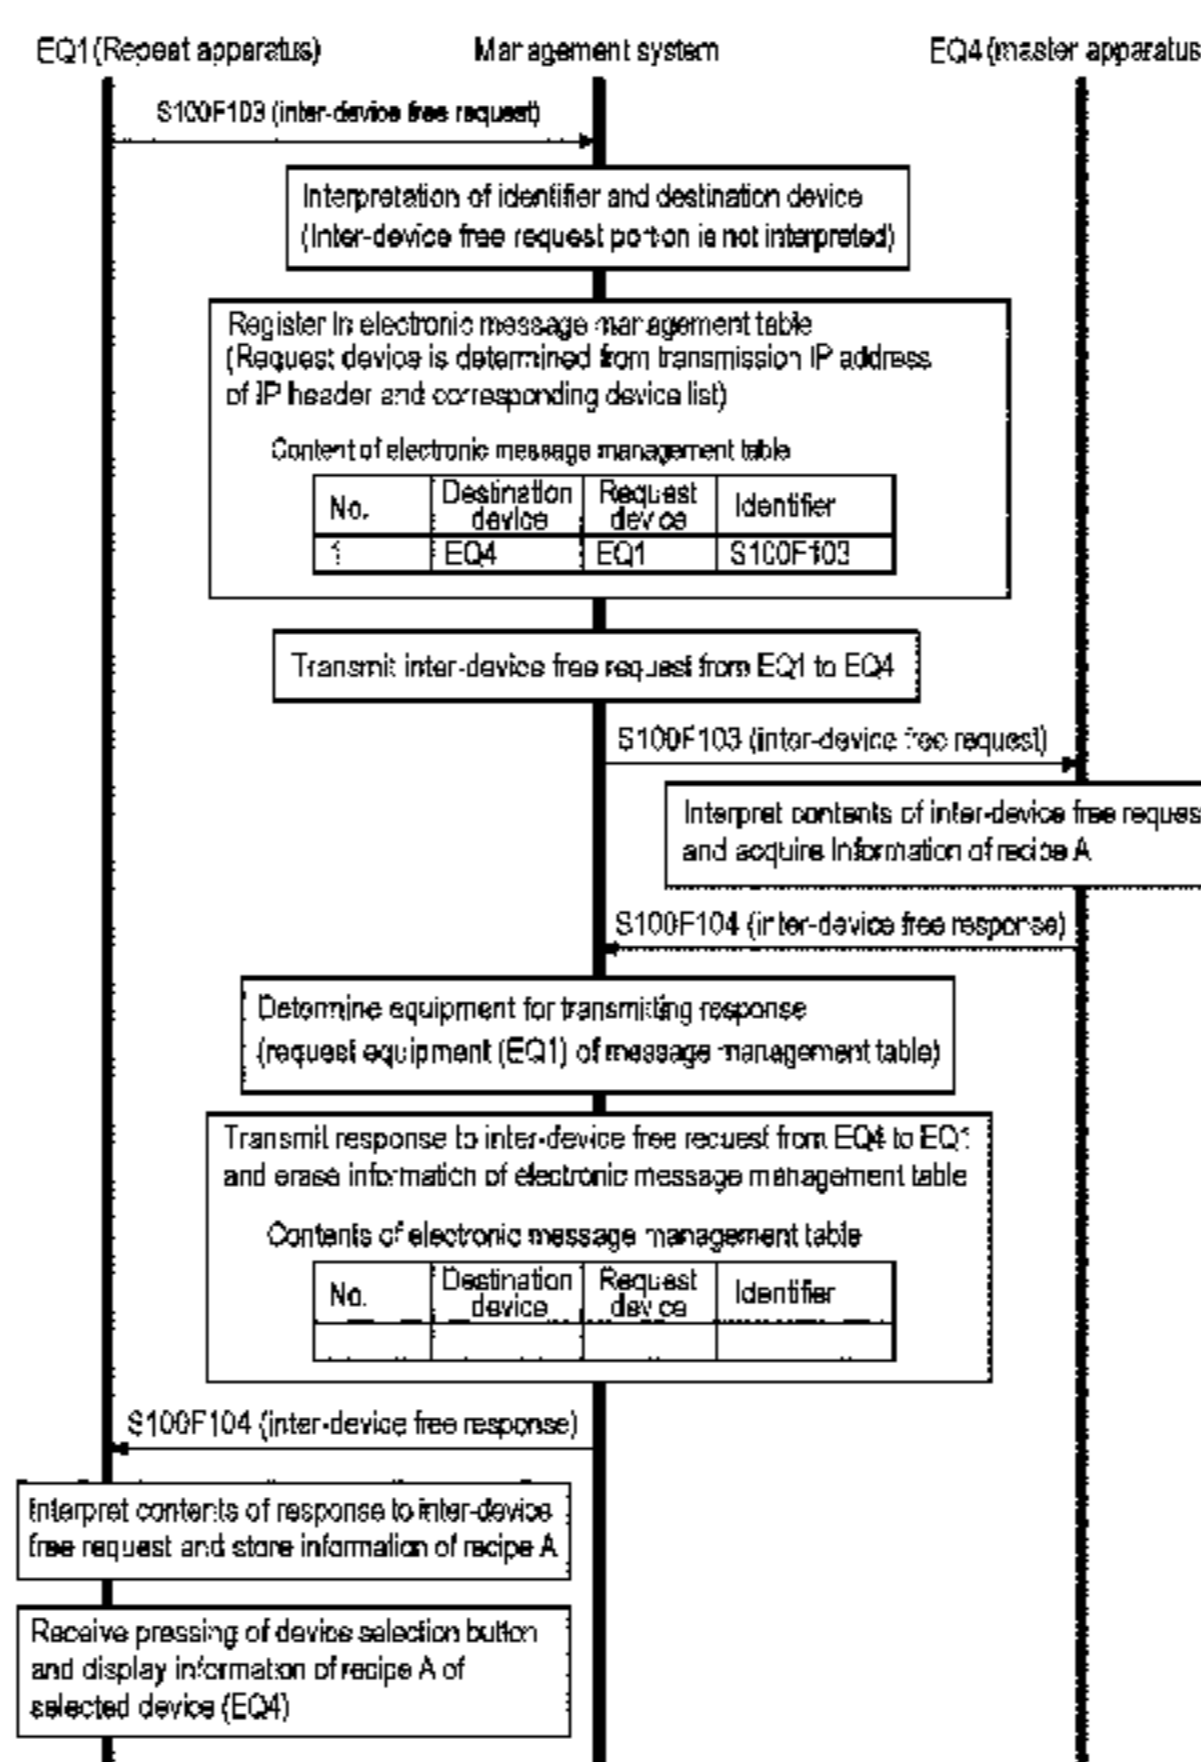 EQ1 (Repeat apparatus)
Management system
EQ4 (master apparatus
S100F103 (inter-device free request)
Interpretation of identifier and destination device
(Inter-device free request portion is not interpreted)
Register in electronic message management table
(Request device is determined from transmission IP address
of IP header and corresponding device list)
Content of electronic message management table
No. Destination device Request device Identifier
1 EQ4 EQ1 S100F103
Transmit inter-device free request from EQ1 to EQ4
S100F103 (inter-device free request)
Interpret contents of inter-device free reques
and acquire information of recipe A
S100F104 (inter-device free response)
Determine equipment for transmitting response
(request equipment (EQ1) of message management table)
Transmit response to inter-device free request from EQ4 to EQ1
and erase information of electronic message management table
Contents of electronic message management table
No. Destination device Request device Identifier
S100F104 (inter-device free response)
Interpret contents of response to inter-device
free request and store information of recipe A
Receive pressing of device selection button
and display information of recipe A of
selected device (EQ4)